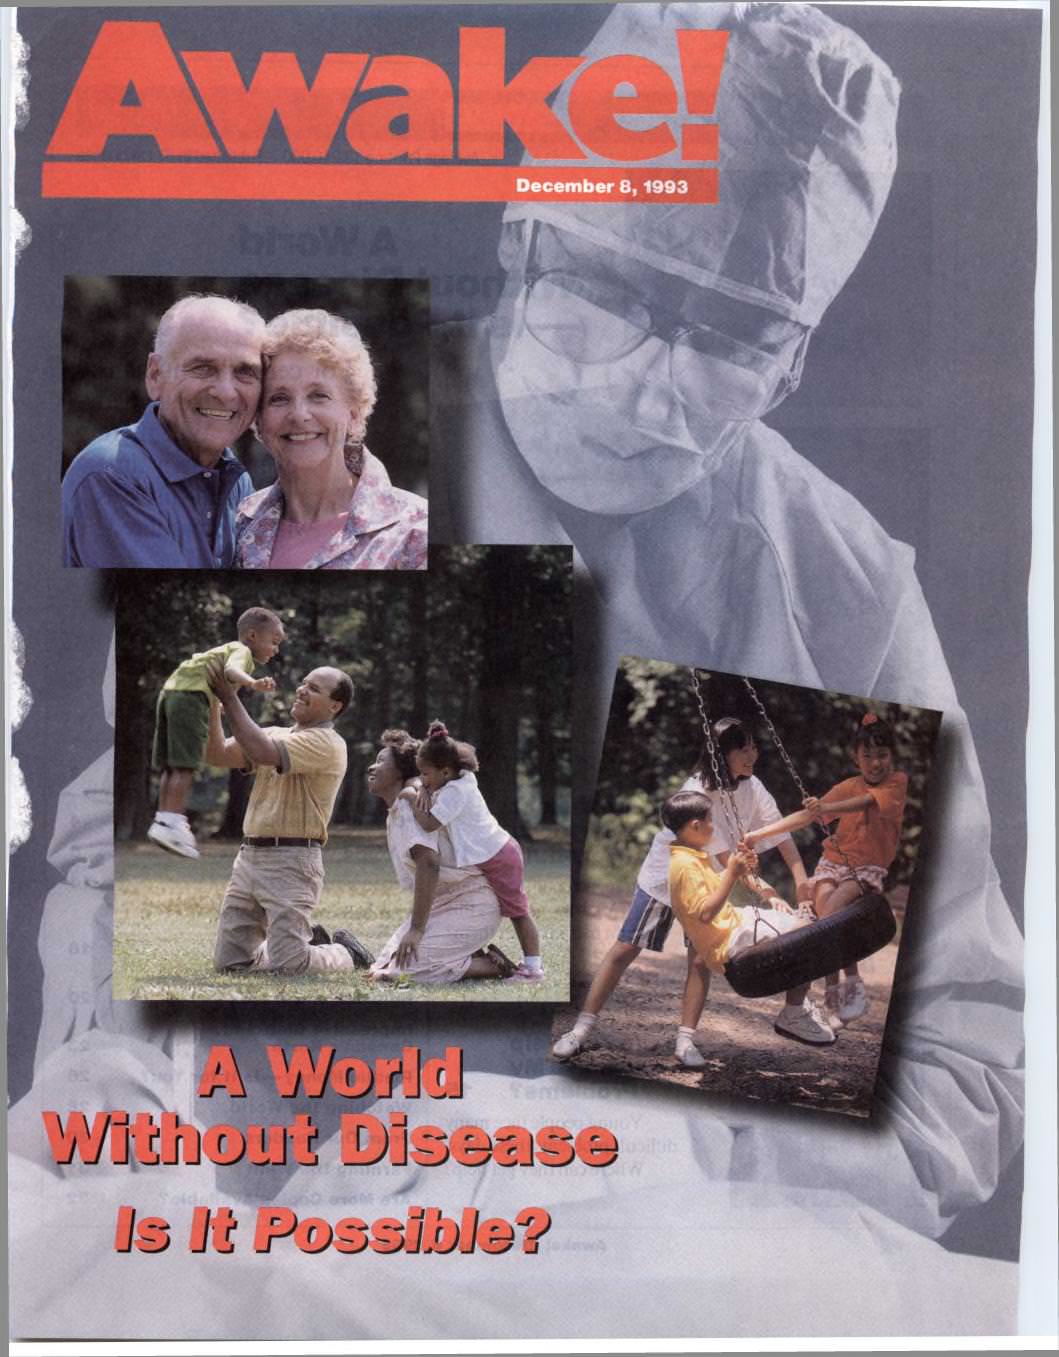 Awake!
December 8, 1993
A World
Without Disease
Is It Possible?